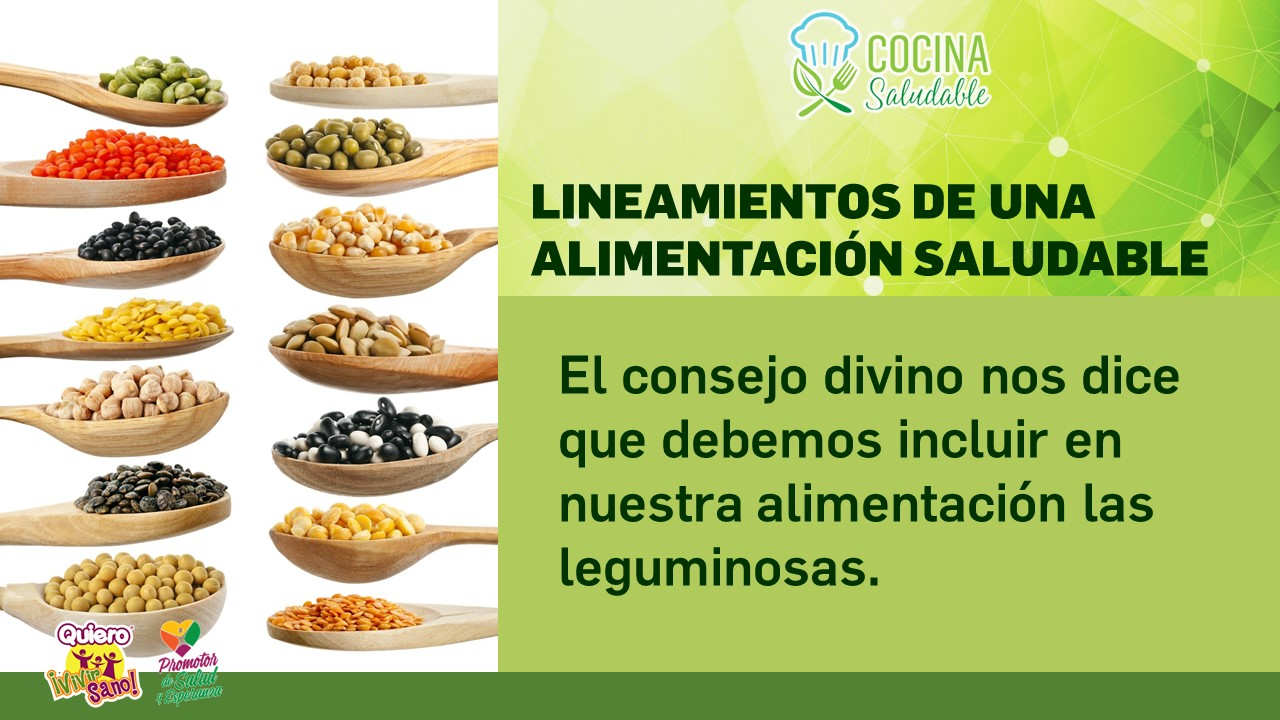 COCINA
Saludable
LINEAMIENTOS DE UNA
ALIMENTACIÓN SALUDABLE
El consejo divino nos dice
que debemos incluir en
nuestra alimentación las
leguminosas.
Quiero
¡Vivir
Sano!
Promotor
de Salud
y Esperanza